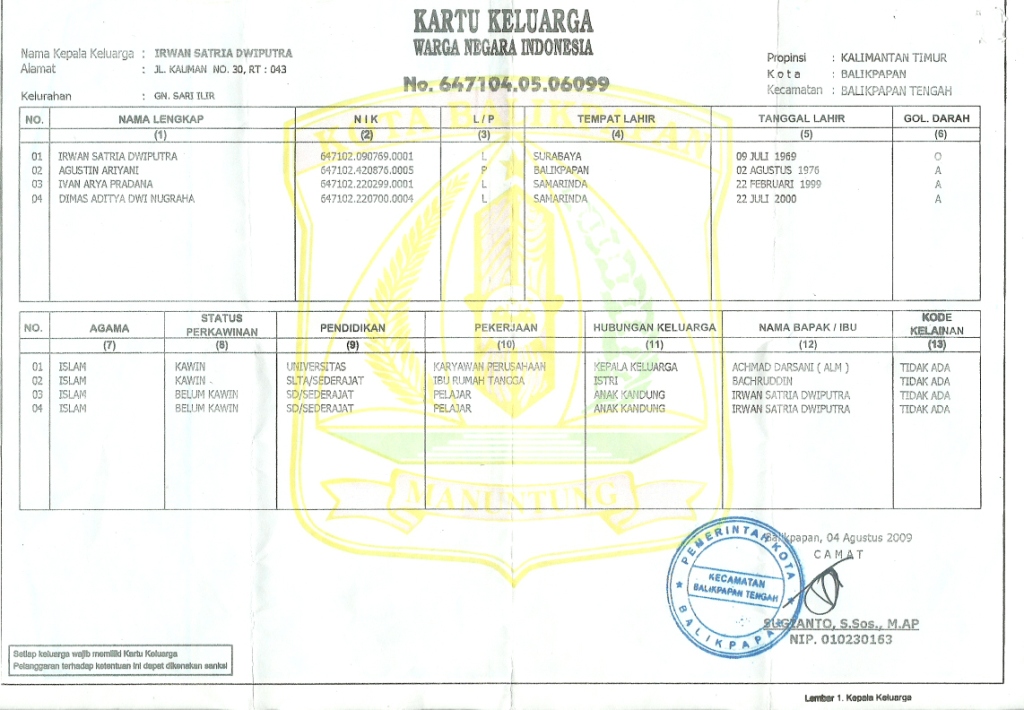 KARTU KELUARGA
WARGA NEGARA INDONESIA
No. 647104.05.06099
Nama Kepala Keluarga : IRWAN SATRIA DWIPUTRA
Alamat : JL. KAUMAN NO. 30, RT : 043
Kelurahan : GN. SARI ILIR
Propinsi : KALIMANTAN TIMUR
Kota : BALIKPAPAN
Kecamatan : BALIKPAPAN TENGAH
NO. NAMA LENGKAP N I K L / P TEMPAT LAHIR TANGGAL LAHIR GOL. DARAH
(1) (2) (3) (4) (5) (6)
01 IRWAN SATRIA DWIPUTRA 647102.090769.0001 L SURABAYA 09 JULI 1969 O
02 AGUSTIN ARIYANI 647102.420876.0005 P BALIKPAPAN 02 AGUSTUS 1976 A
03 IVAN ARYA PRADANA 647102.220299.0001 L SAMARINDA 22 FEBRUARI 1999 A
04 DIMAS ADITYA DWI NUGRAHA 647102.220700.0004 L SAMARINDA 22 JULI 2000 A
KOTA BALIKPAPAN
NO. AGAMA STATUS PERKAWINAN PENDIDIKAN PEKERJAAN HUBUNGAN KELUARGA NAMA BAPAK / IBU KODE KELAINAN
(7) (8) (9) (10) (11) (12) (13)
01 ISLAM KAWIN UNIVERSITAS KARYAWAN PERUSAHAAN KEPALA KELUARGA ACHMAD DARSANI ( ALM ) TIDAK ADA
02 ISLAM KAWIN SLTA/SEDERAJAT IBU RUMAH TANGGA ISTRI BACHRUDDIN TIDAK ADA
03 ISLAM BELUM KAWIN SD/SEDERAJAT PELAJAR ANAK KANDUNG IRWAN SATRIA DWIPUTRA TIDAK ADA
04 ISLAM BELUM KAWIN SD/SEDERAJAT PELAJAR ANAK KANDUNG IRWAN SATRIA DWIPUTRA TIDAK ADA
MANUNTUNG
Balikpapan, 04 Agustus 2009
C A M A T
PEMERINTAH KOTA
KECAMATAN
BALIKPAPAN TENGAH
BALIKPAPAN
SUGIANTO, S.Sos., M.AP
NIP. 010230163
Setiap keluarga wajib memiliki Kartu Keluarga
Pelanggaran terhadap ketentuan ini dapat dikenakan sanksi
Lembar 1. Kepala Keluarga